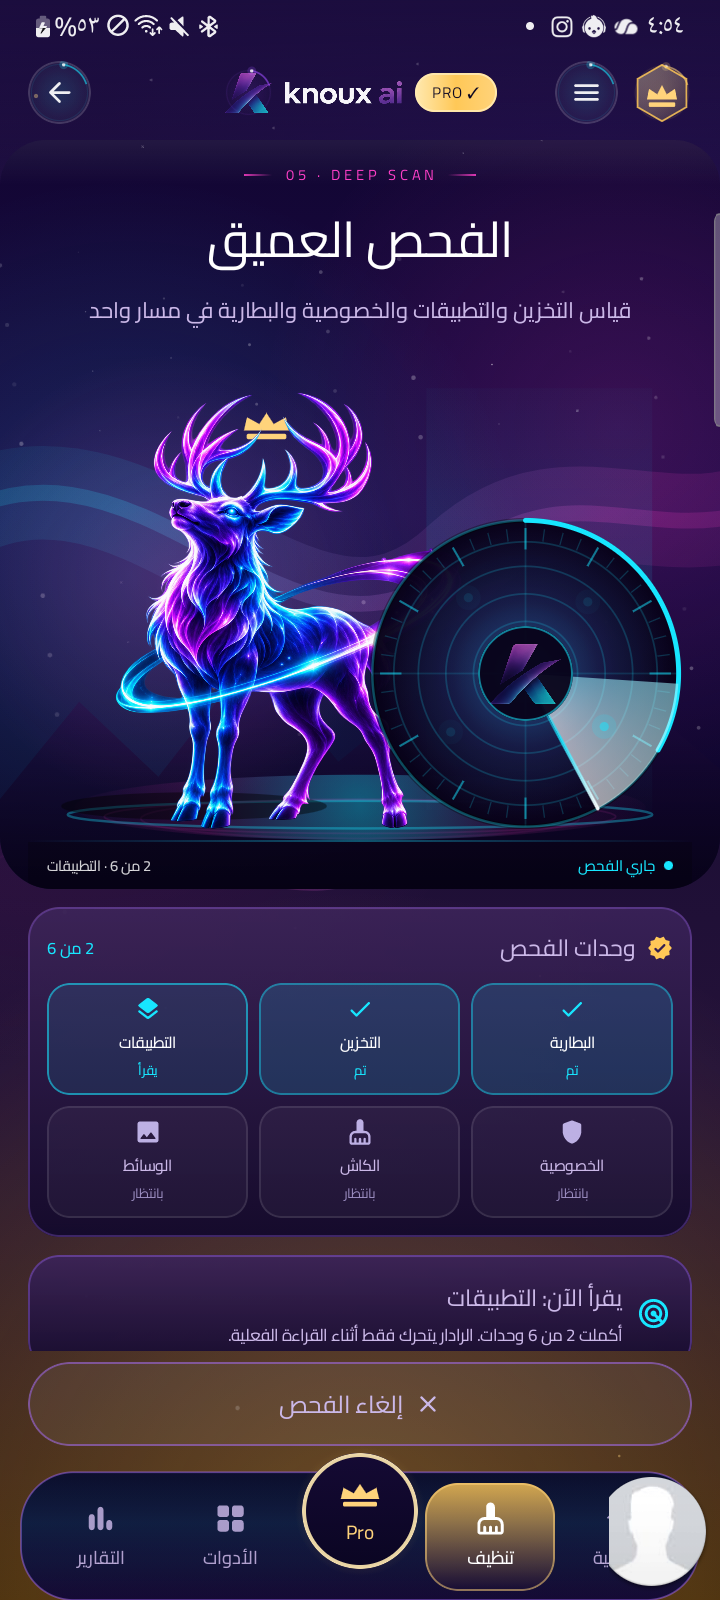 %٥٣
٤:٥٤
knoux ai
PRO ✓
05 · DEEP SCAN
الفحص العميق
قياس التخزين والتطبيقات والخصوصية والبطارية في مسار واحد
جاري الفحص
2 من 6 · التطبيقات
وحدات الفحص
2 من 6
البطارية
تم
التخزين
تم
التطبيقات
يقرأ
الخصوصية
بانتظار
الكاش
بانتظار
الوسائط
بانتظار
يقرأ الآن: التطبيقات
أكملت 2 من 6 وحدات. الرادار يتحرك فقط أثناء القراءة الفعلية.
إلغاء الفحص
تنظيف
Pro
الأدوات
التقارير